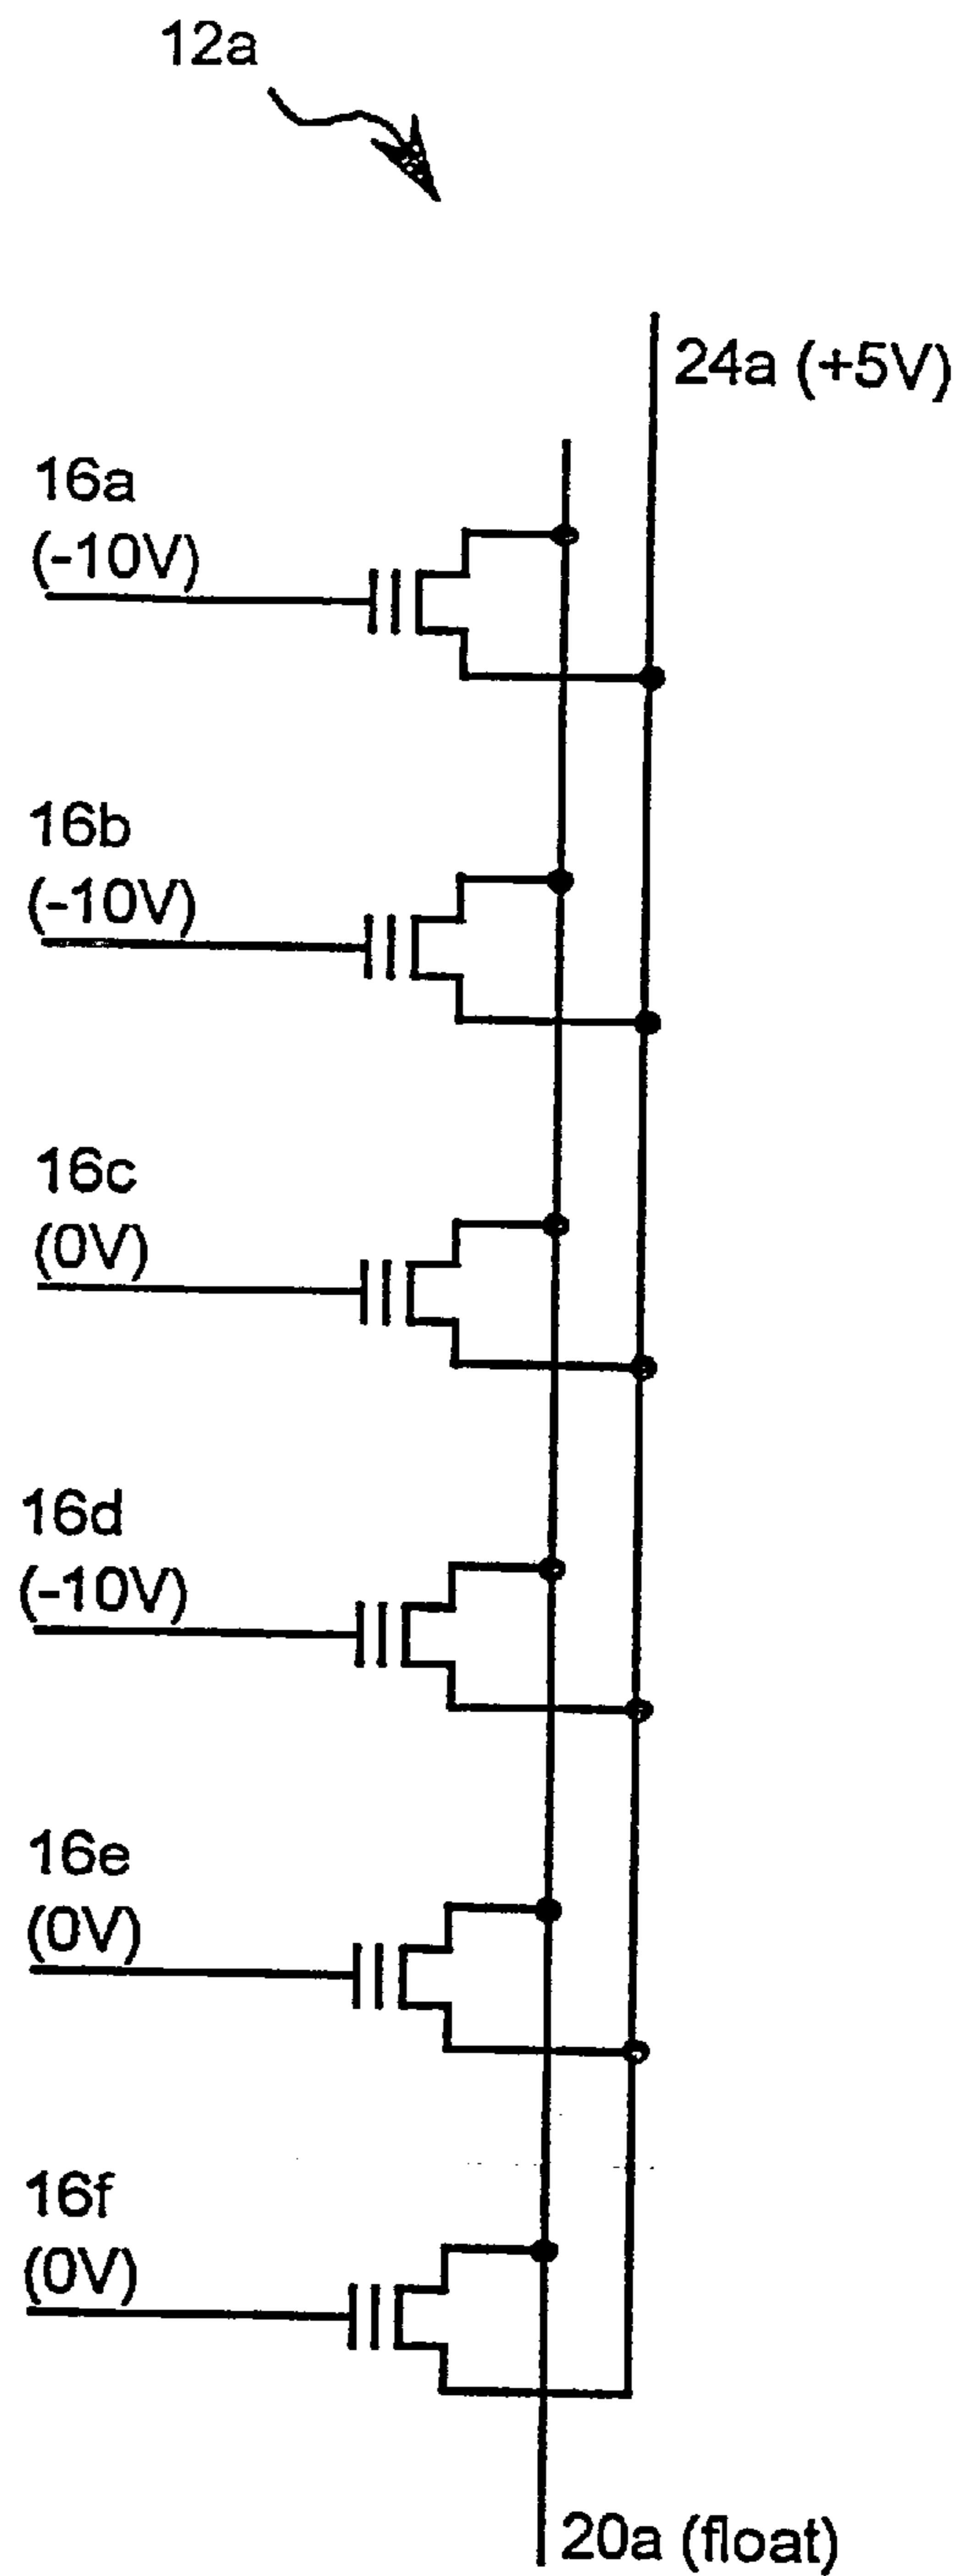 12a
24a (+5V)
16a
(-10V)
16b
(-10V)
16c
(0V)
16d
(-10V)
16e
(0V)
16f
(0V)
20a (float)